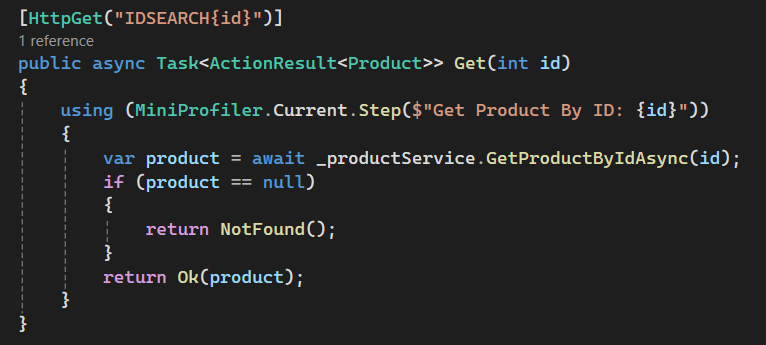 [HttpGet("IDSEARCH{id}")]
1 reference
public async Task<ActionResult<Product>> Get(int id)
{
using (MiniProfiler.Current.Step($"Get Product By ID: {id}"))
{
var product = await _productService.GetProductByIdAsync(id);
if (product == null)
{
return NotFound();
}
return Ok(product);
}
}